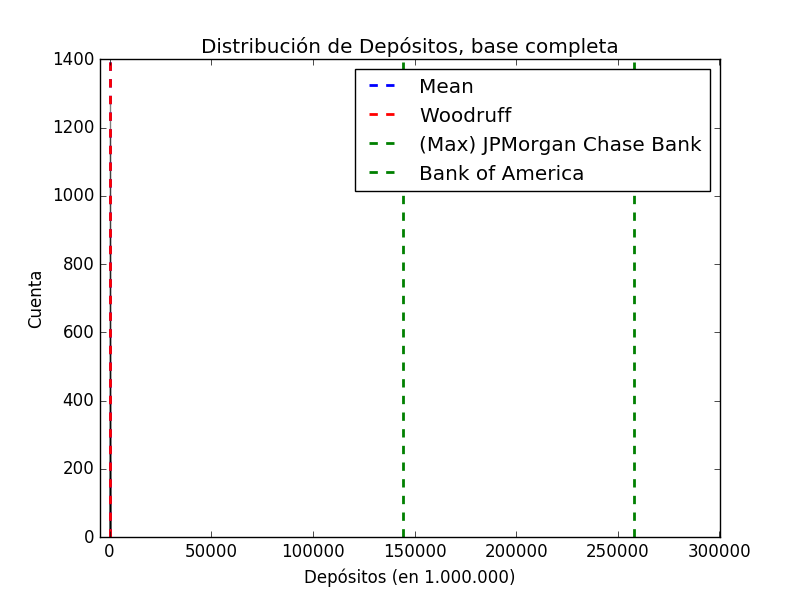 Distribución de Depósitos, base completa
1400
1200
1000
800
600
400
200
0
Cuenta
Mean
Woodruff
(Max) JPMorgan Chase Bank
Bank of America
0 50000 100000 150000 200000 250000 300000
Depósitos (en 1.000.000)